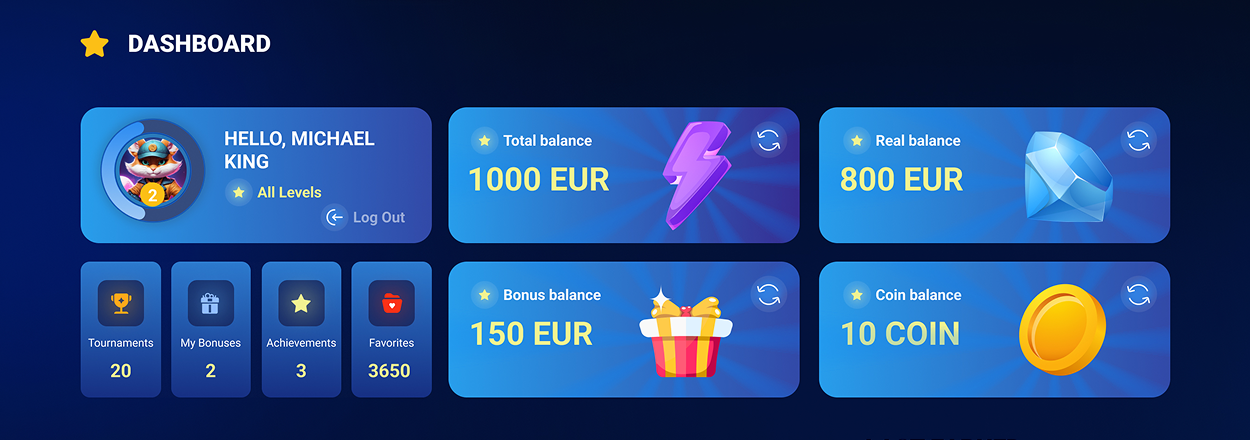 DASHBOARD
HELLO, MICHAEL
KING
2
All Levels
Log Out
Total balance
1000 EUR
Real balance
800 EUR
Tournaments
20
My Bonuses
2
Achievements
3
Favorites
3650
Bonus balance
150 EUR
Coin balance
10 COIN